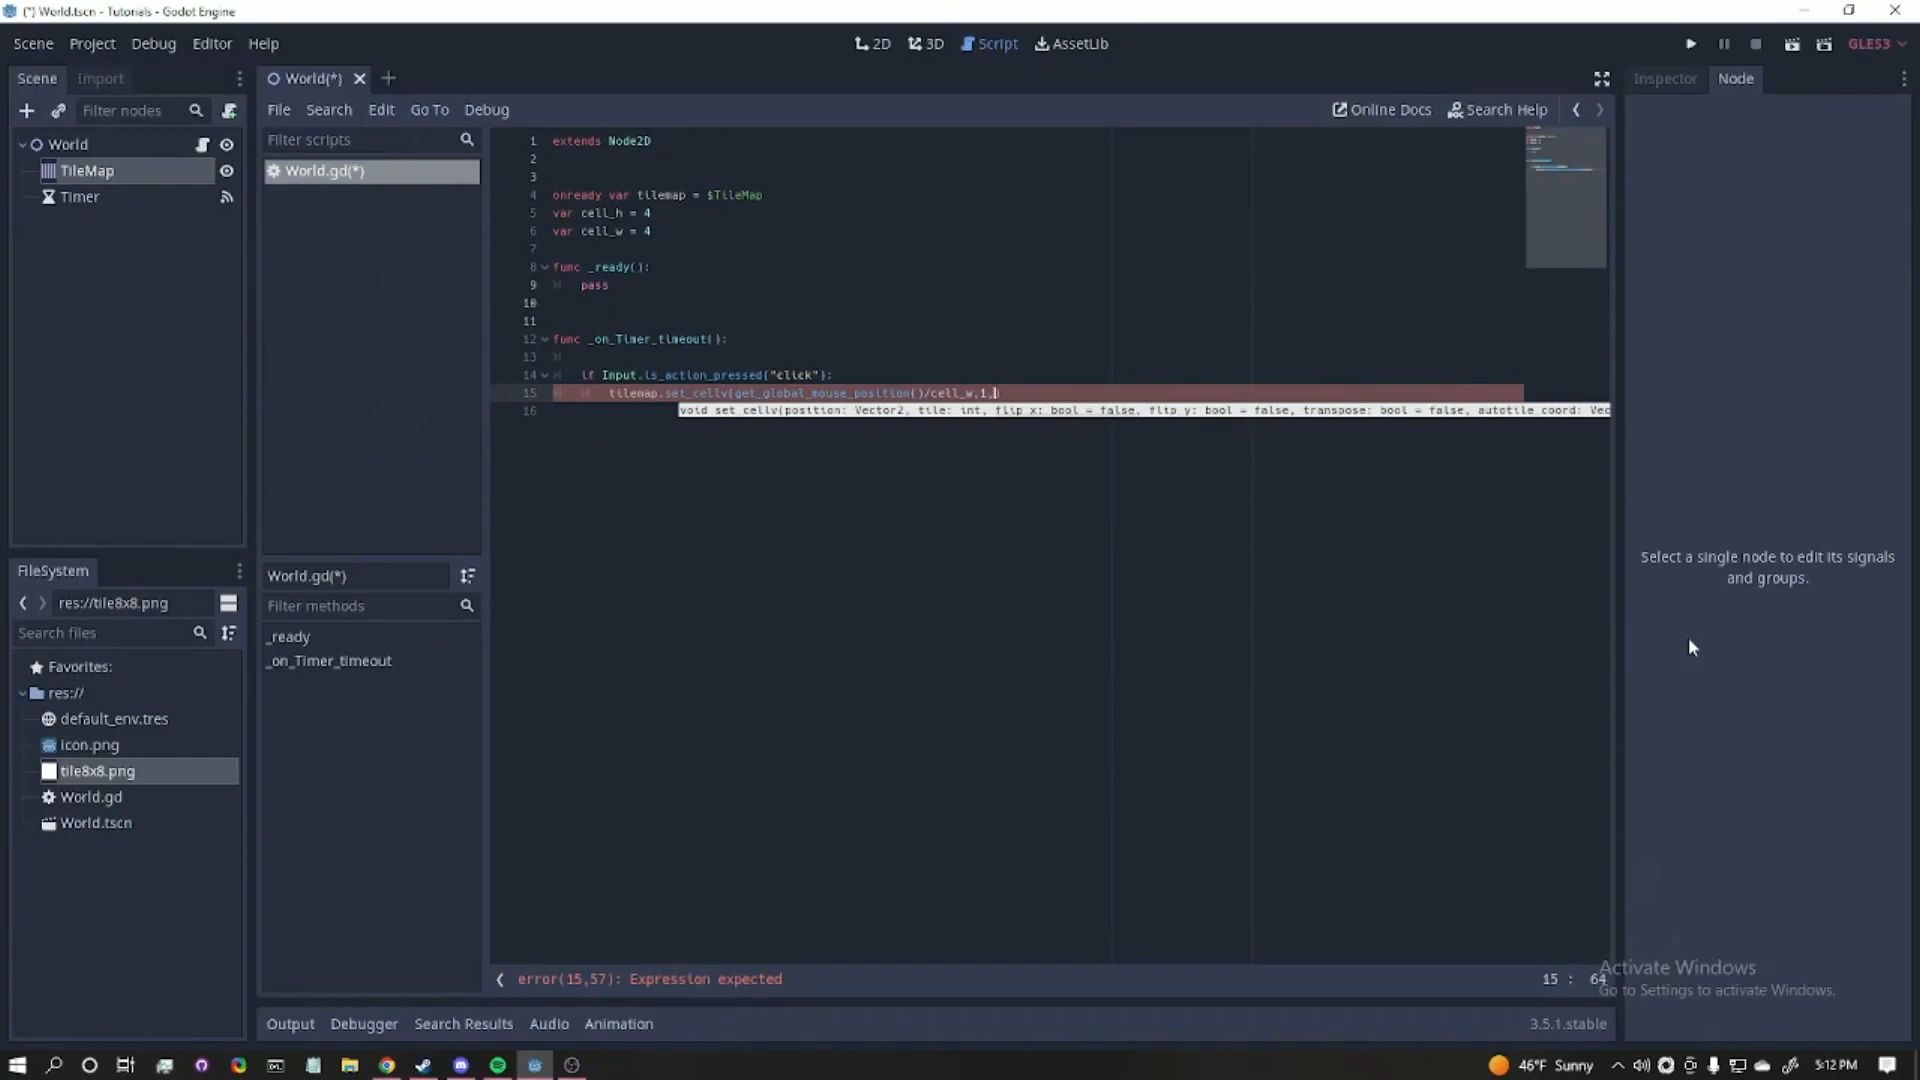 (*) World.tscn - Tutorials - Godot Engine
Scene Project Debug Editor Help
2D 3D Script AssetLib
GLES3
Scene Import
World(*)
Inspector Node
Filter nodes
File Search Edit Go To Debug
Online Docs Search Help
World
TileMap
Timer
Filter scripts
World.gd(*)
1 extends Node2D
2
3
4 onready var tilemap = $TileMap
5 var cell_h = 4
6 var cell_w = 4
7
8 func _ready():
9 pass
10
11
12 func _on_Timer_timeout():
13
14 if Input.is_action_pressed("click"):
15 tilemap.set_cellv(get_global_mouse_position()/cell_w,1,)
void set_cellv(position: Vector2, tile: int, flip_x: bool = false, flip_y: bool = false, transpose: bool = false, autotile_coord: Vec
16
Select a single node to edit its signals
and groups.
FileSystem
res://tile8x8.png
Search files
Favorites:
res://
default_env.tres
icon.png
tile8x8.png
World.gd
World.tscn
World.gd(*)
Filter methods
_ready
_on_Timer_timeout
error(15,57): Expression expected
15 : 64
Activate Windows
Go to Settings to activate Windows.
Output Debugger Search Results Audio Animation
3.5.1.stable
46°F Sunny
5:12 PM